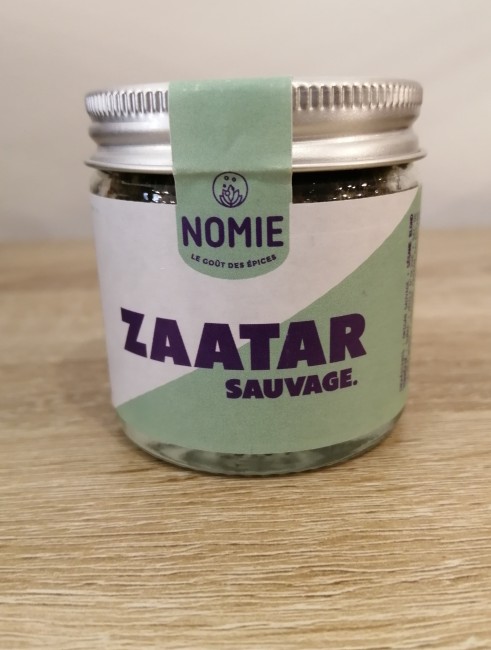 NOMIE
LE GOÛT DES ÉPICES
ZAATAR
SAUVAGE.